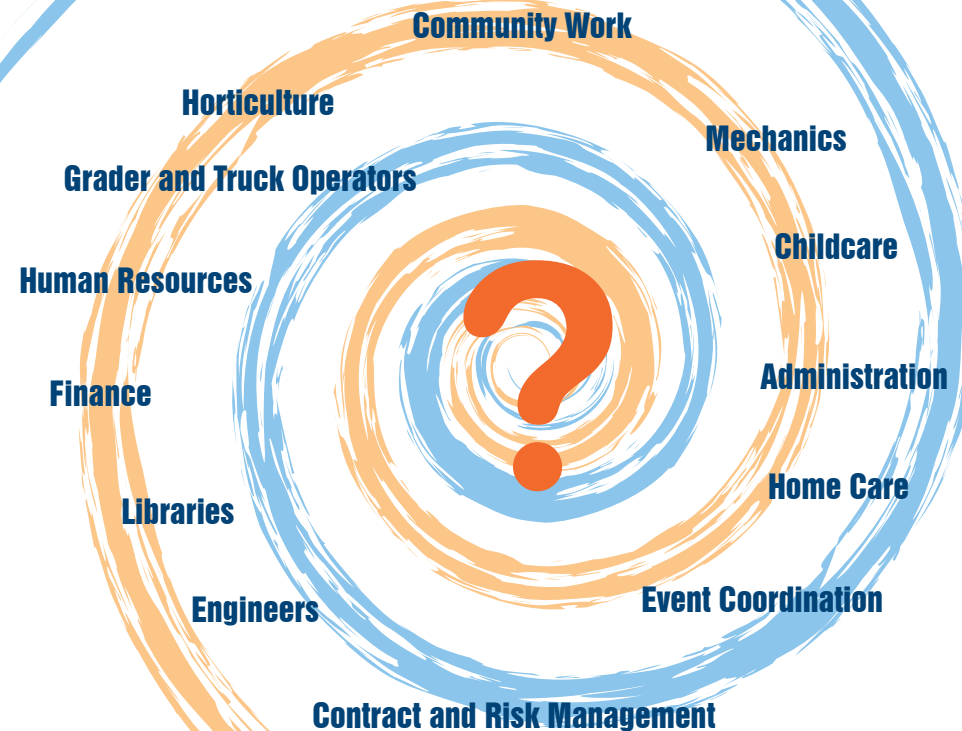 Community Work
Horticulture
Mechanics
Grader and Truck Operators
Childcare
Human Resources
?
Administration
Finance
Home Care
Libraries
Event Coordination
Engineers
Contract and Risk Management